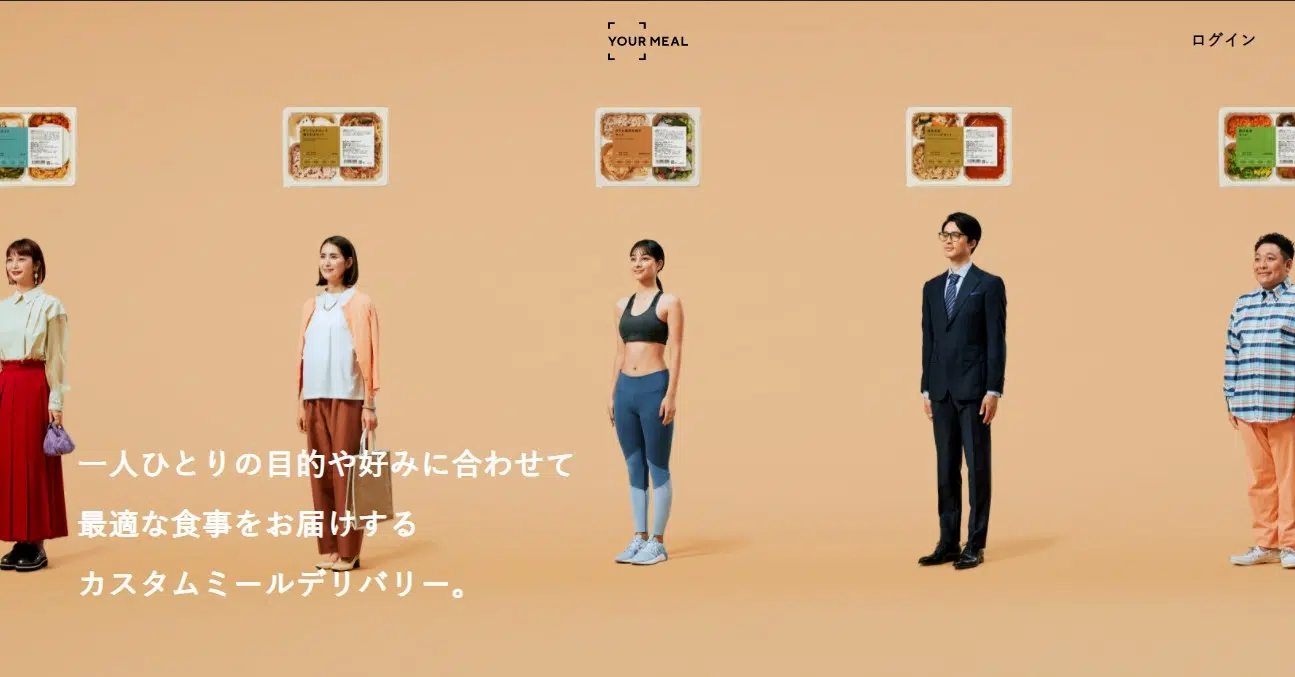 YOUR MEAL
ログイン
一人ひとりの目的や好みに合わせて
最適な食事をお届けする
カスタムミールデリバリー。